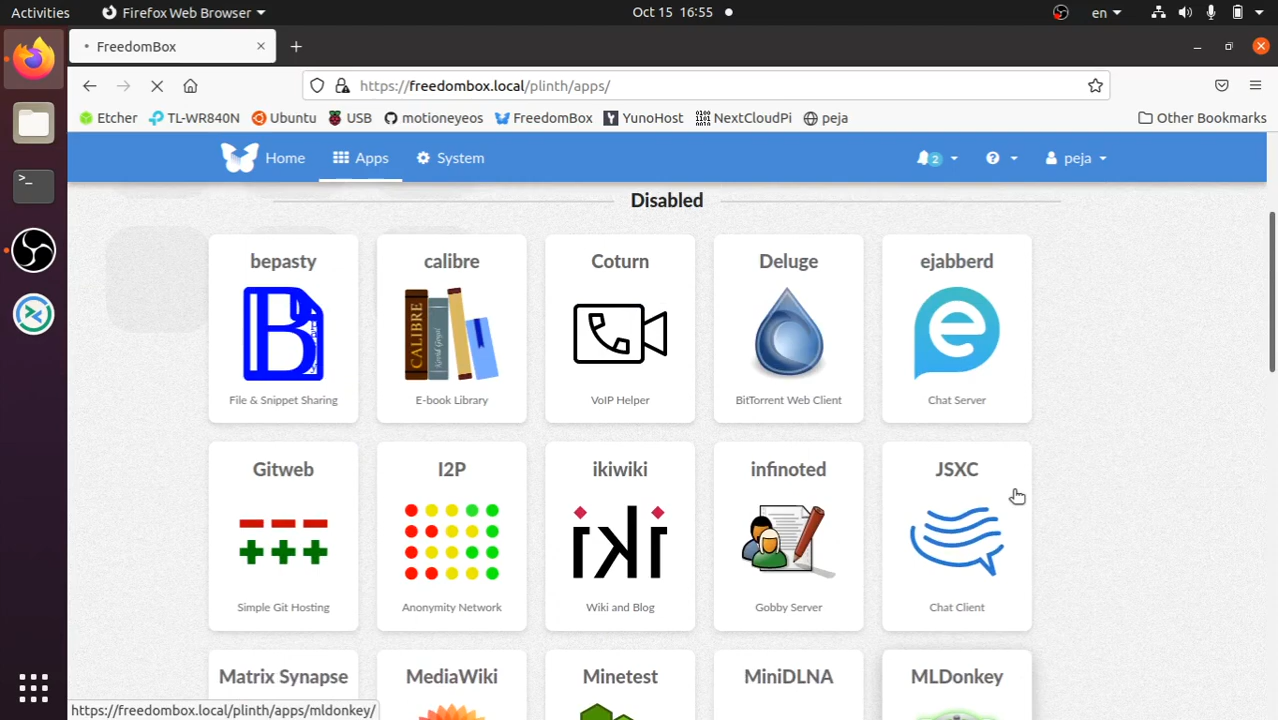 Activities Firefox Web Browser Oct 15 16:55 en
FreedomBox
https://freedombox.local/plinth/apps/
Etcher TL-WR840N Ubuntu USB motioneyeos FreedomBox YunoHost NextCloudPi peja Other Bookmarks
Home Apps System 2 peja
Disabled
bepasty calibre Coturn Deluge ejabberd
CALIBRE
File & Snippet Sharing E-book Library VoIP Helper BitTorrent Web Client Chat Server
Gitweb I2P ikiwiki infinoted JSXC
iki
Simple Git Hosting Anonymity Network Wiki and Blog Gobby Server Chat Client
Matrix Synapse MediaWiki Minetest MiniDLNA MLDonkey
https://freedombox.local/plinth/apps/mldonkey/